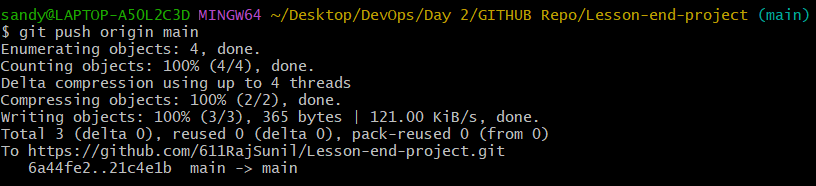 sandy@LAPTOP-A5OL2C3D MINGW64 ~/Desktop/DevOps/Day 2/GITHUB Repo/Lesson-end-project (main)
$ git push origin main
Enumerating objects: 4, done.
Counting objects: 100% (4/4), done.
Delta compression using up to 4 threads
Compressing objects: 100% (2/2), done.
Writing objects: 100% (3/3), 365 bytes | 121.00 KiB/s, done.
Total 3 (delta 0), reused 0 (delta 0), pack-reused 0 (from 0)
To https://github.com/611RajSunil/Lesson-end-project.git
   6a44fe2..21c4e1b  main -> main